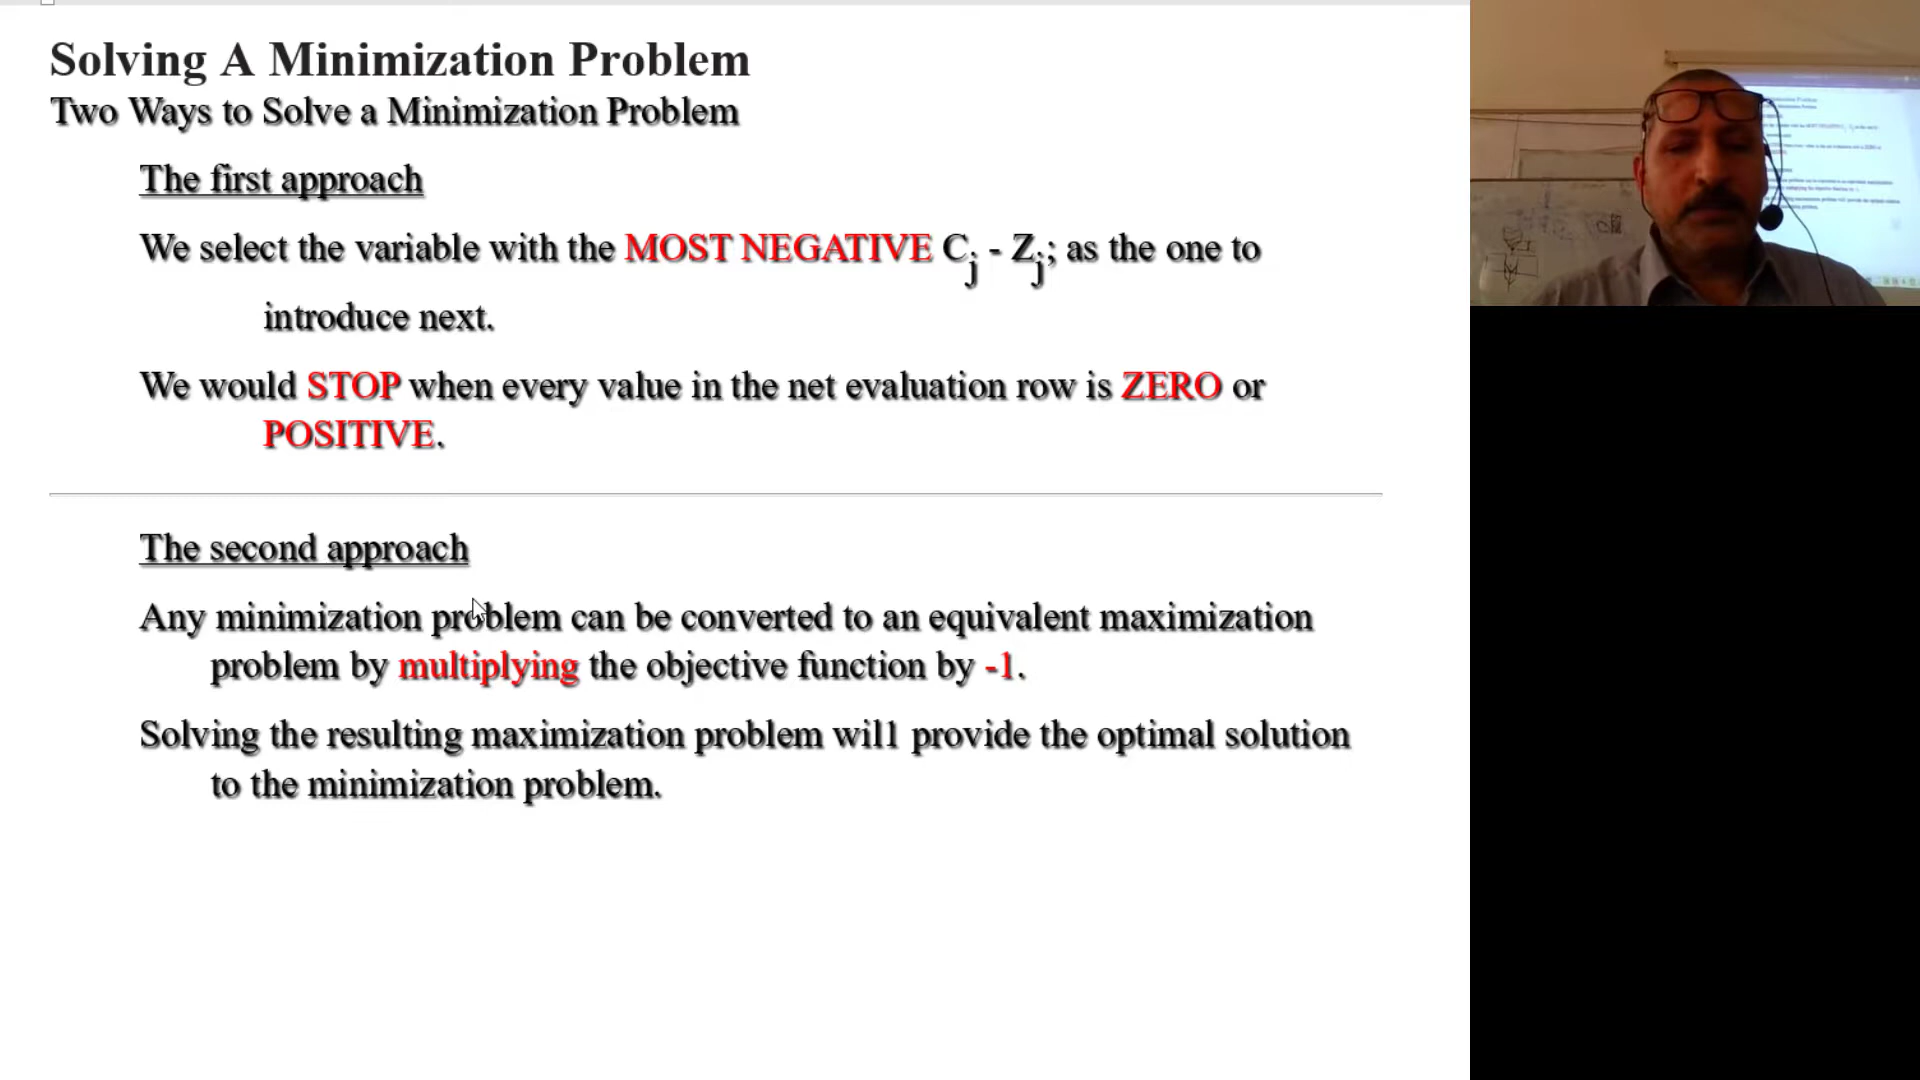 Solving A Minimization Problem
Two Ways to Solve a Minimization Problem
The first approach
We select the variable with the MOST NEGATIVE Cj - Zj; as the one to
introduce next.
We would STOP when every value in the net evaluation row is ZERO or
POSITIVE.
The second approach
Any minimization problem can be converted to an equivalent maximization
problem by multiplying the objective function by -1.
Solving the resulting maximization problem wil1 provide the optimal solution
to the minimization problem.